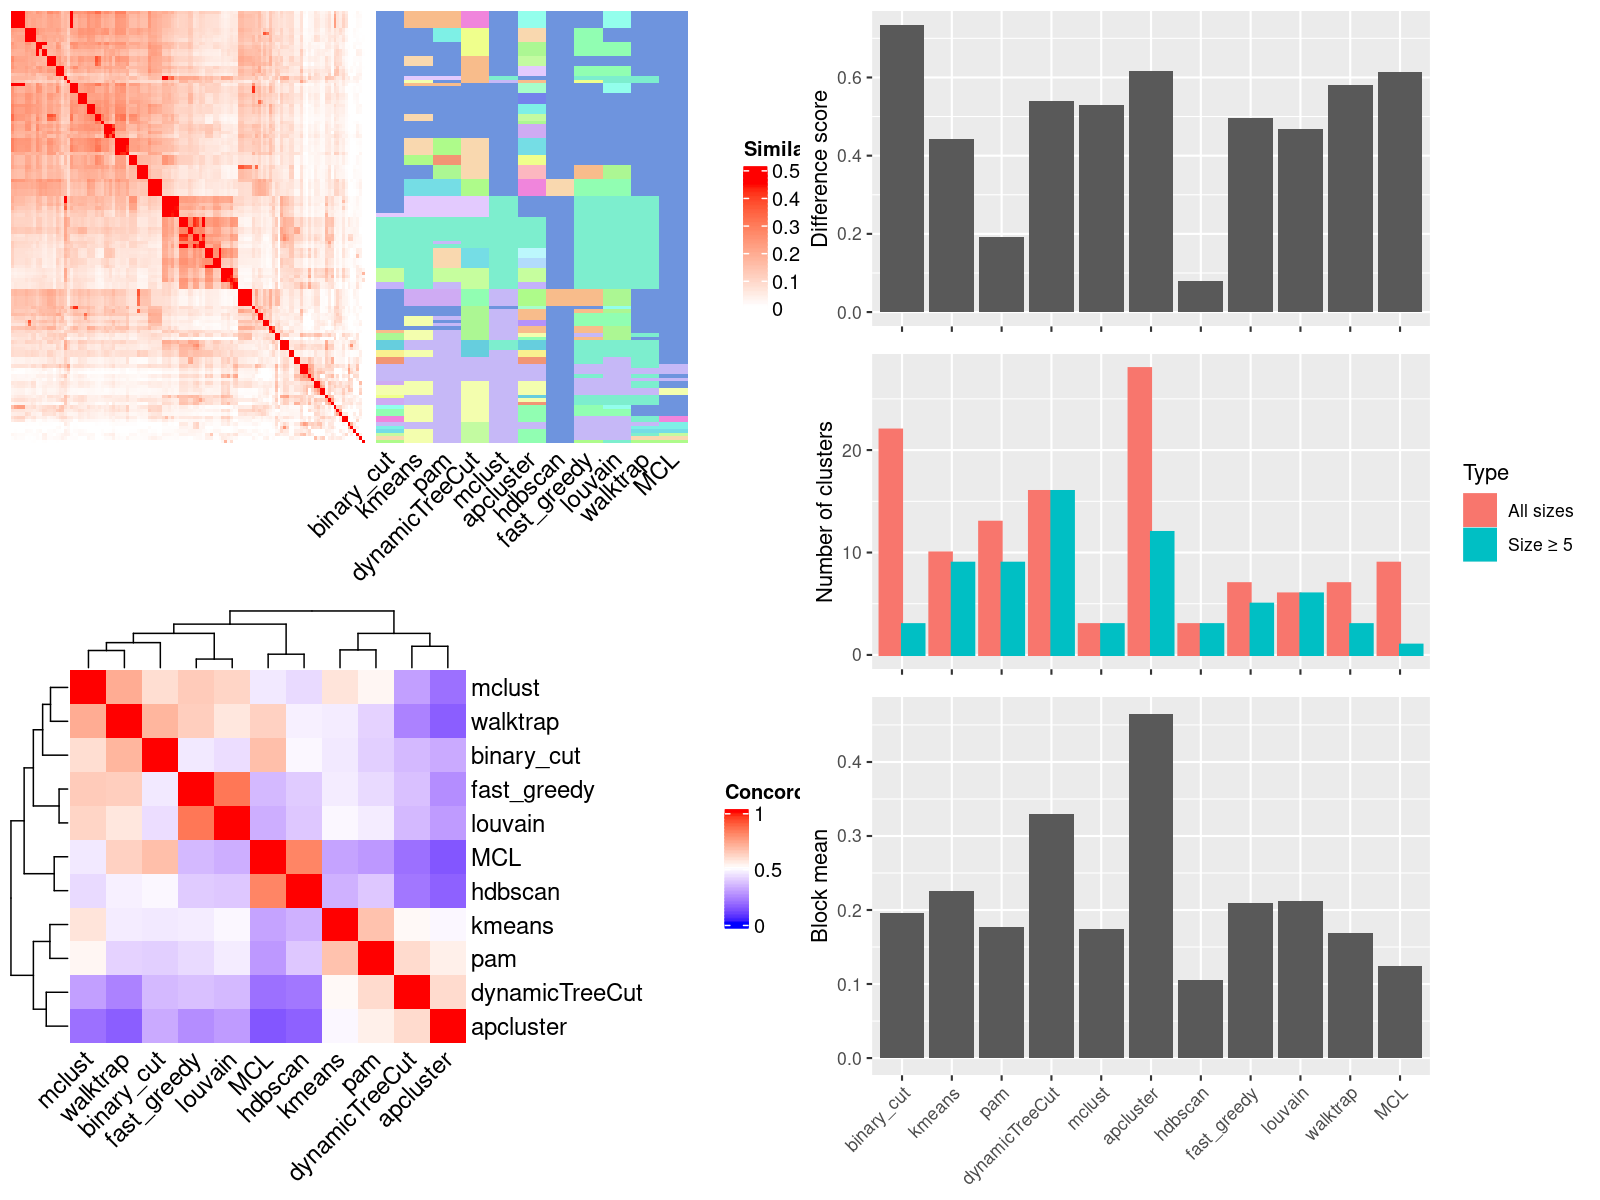 Simila
0.5
0.4
0.3
0.2
0.1
0
binary_cut
kmeans
pam
dynamicTreeCut
mclust
apcluster
hdbscan
fast_greedy
louvain
walktrap
MCL
mclust
walktrap
binary_cut
fast_greedy
louvain
MCL
hdbscan
kmeans
pam
dynamicTreeCut
apcluster
mclust
walktrap
binary_cut
fast_greedy
louvain
MCL
hdbscan
kmeans
pam
dynamicTreeCut
apcluster
Concord
1
0.5
0
Difference score
0.6
0.4
0.2
0.0
Number of clusters
20
10
0
Type
All sizes
Size ≥ 5
Block mean
0.4
0.3
0.2
0.1
0.0
binary_cut
kmeans
pam
dynamicTreeCut
mclust
apcluster
hdbscan
fast_greedy
louvain
walktrap
MCL